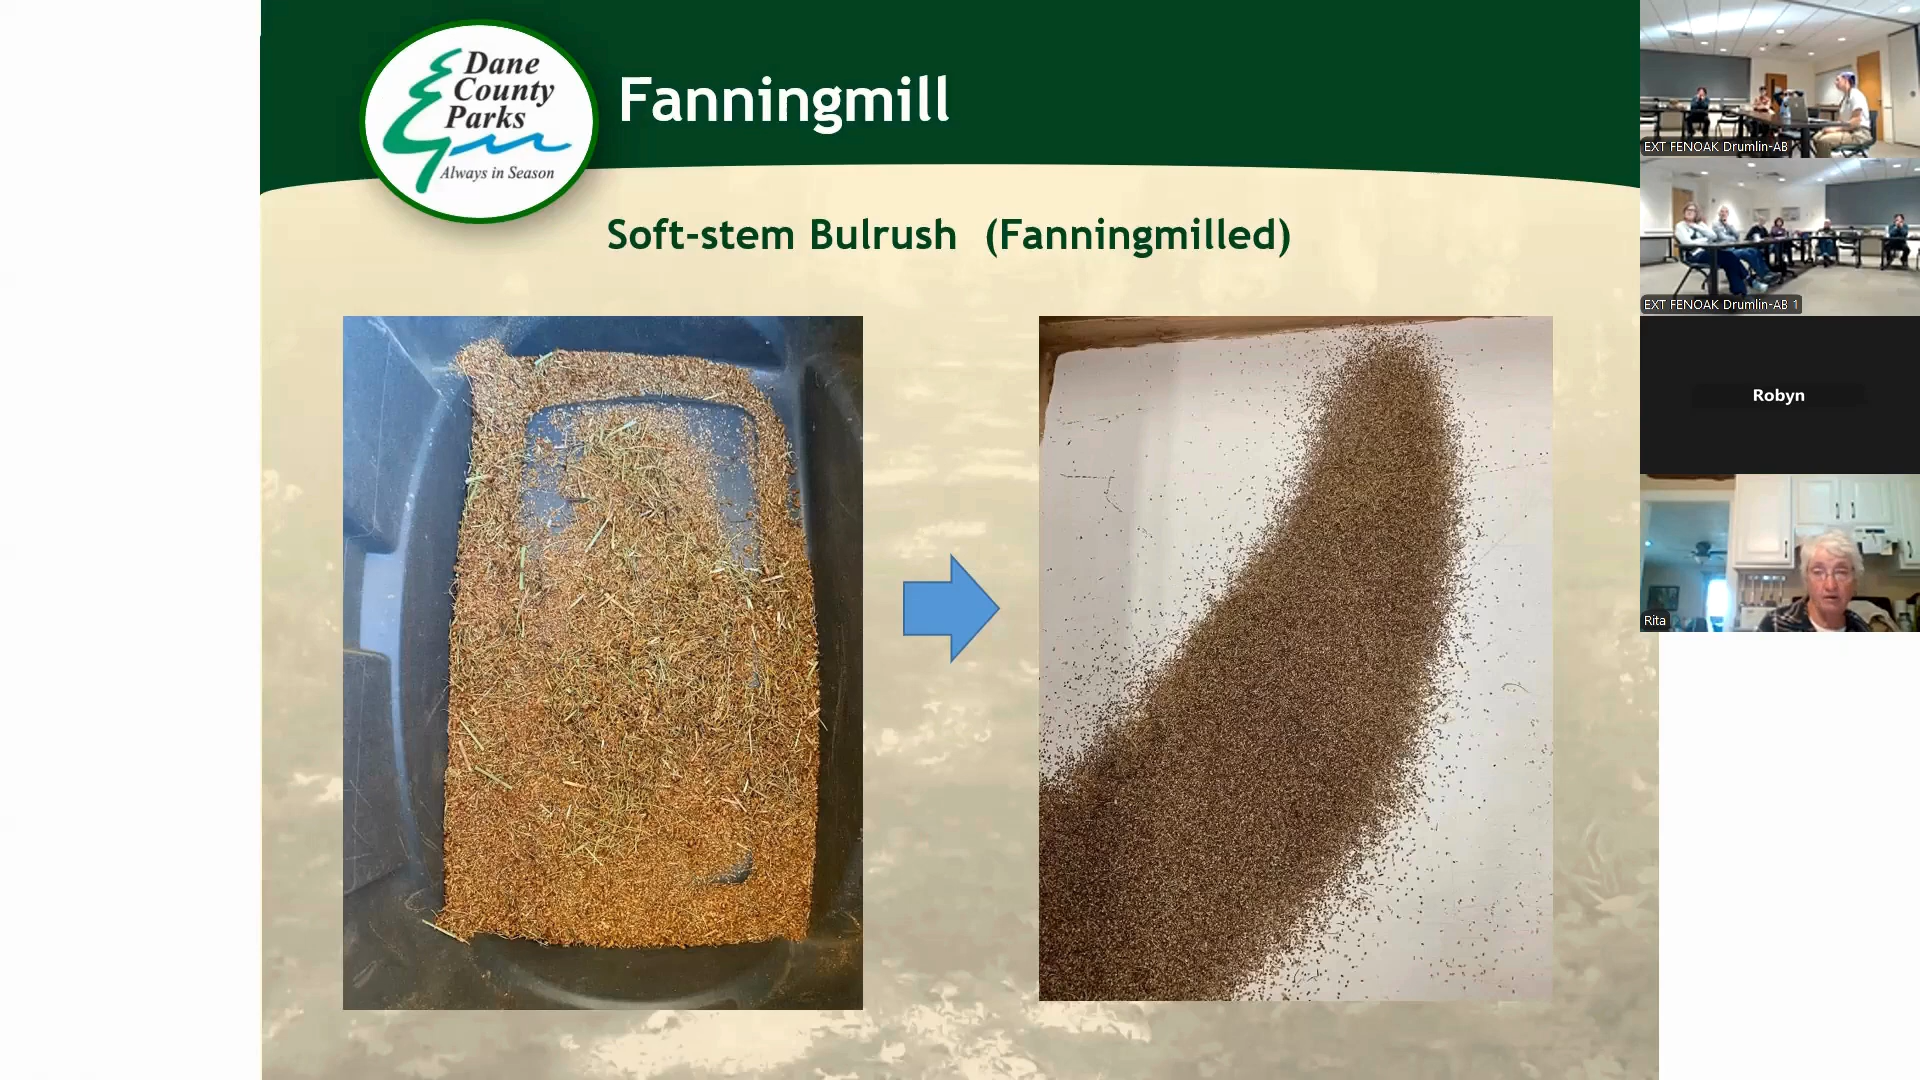 Dane
County
Parks
Always in Season
Fanningmill
Soft-stem Bulrush (Fanningmilled)
EXT FENOAK Drumlin-AB
EXT FENOAK Drumlin-AB 1
Robyn
Rita